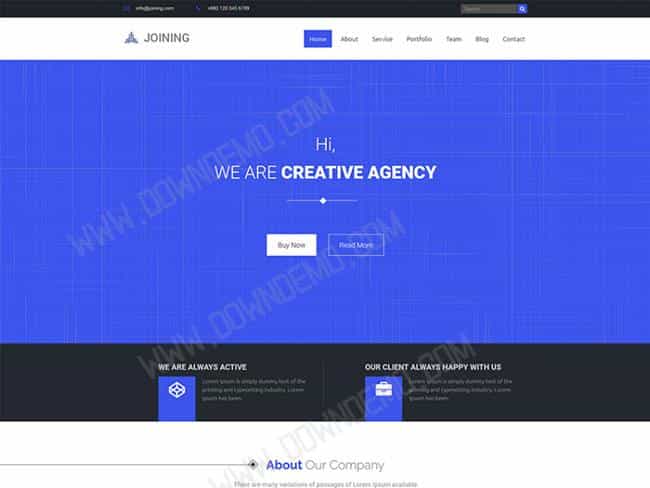 info@joining.com +880 120 345 6789 Search
JOINING
Home About Service Portfolio Team Blog Contact
Hi,
WE ARE CREATIVE AGENCY
Buy Now Read More
WE ARE ALWAYS ACTIVE
Lorem Ipsum is simply dummy text of the
printing and typesetting industry. Lorem
Ipsum has been.
OUR CLIENT ALWAYS HAPPY WITH US
Lorem Ipsum is simply dummy text of the
printing and typesetting industry. Lorem
Ipsum has been.
About Our Company
There are many variations of passages of Lorem Ipsum available.
WWW.DOWNDEMO.COM
WWW.DOWNDEMO.COM
WWW.DOWNDEMO.COM